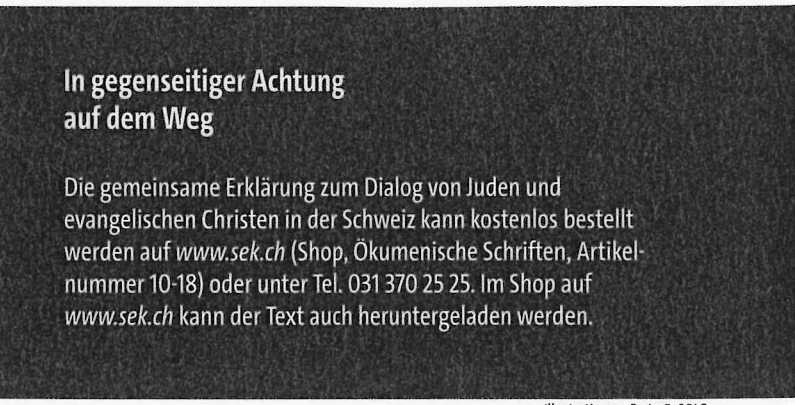 In gegenseitiger Achtung
auf dem Weg
Die gemeinsame Erklärung zum Dialog von Juden und
evangelischen Christen in der Schweiz kann kostenlos bestellt
werden auf www.sek.ch (Shop, Ökumenische Schriften, Artikel-
nummer 10-18) oder unter Tel. 031 370 25 25. Im Shop auf
www.sek.ch kann der Text auch heruntergeladen werden.